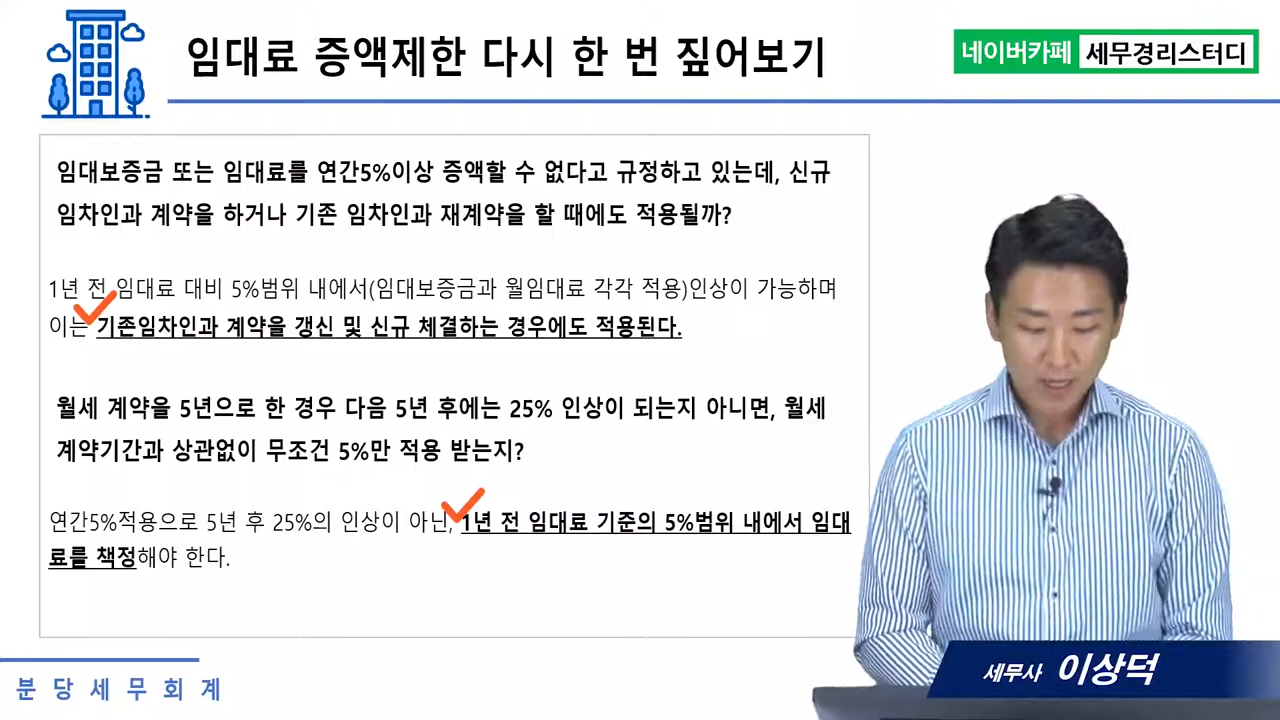 임대료 증액제한 다시 한 번 짚어보기
네이버카페 세무경리스터디
임대보증금 또는 임대료를 연간5%이상 증액할 수 없다고 규정하고 있는데, 신규
임차인과 계약을 하거나 기존 임차인과 재계약을 할 때에도 적용될까?
1년 전 임대료 대비 5%범위 내에서(임대보증금과 월임대료 각각 적용)인상이 가능하며
이는 기존임차인과 계약을 갱신 및 신규 체결하는 경우에도 적용된다.
월세 계약을 5년으로 한 경우 다음 5년 후에는 25% 인상이 되는지 아니면, 월세
계약기간과 상관없이 무조건 5%만 적용 받는지?
연간5%적용으로 5년 후 25%의 인상이 아닌, 1년 전 임대료 기준의 5%범위 내에서 임대
료를 책정해야 한다.
세무사 이상덕
분당세무회계